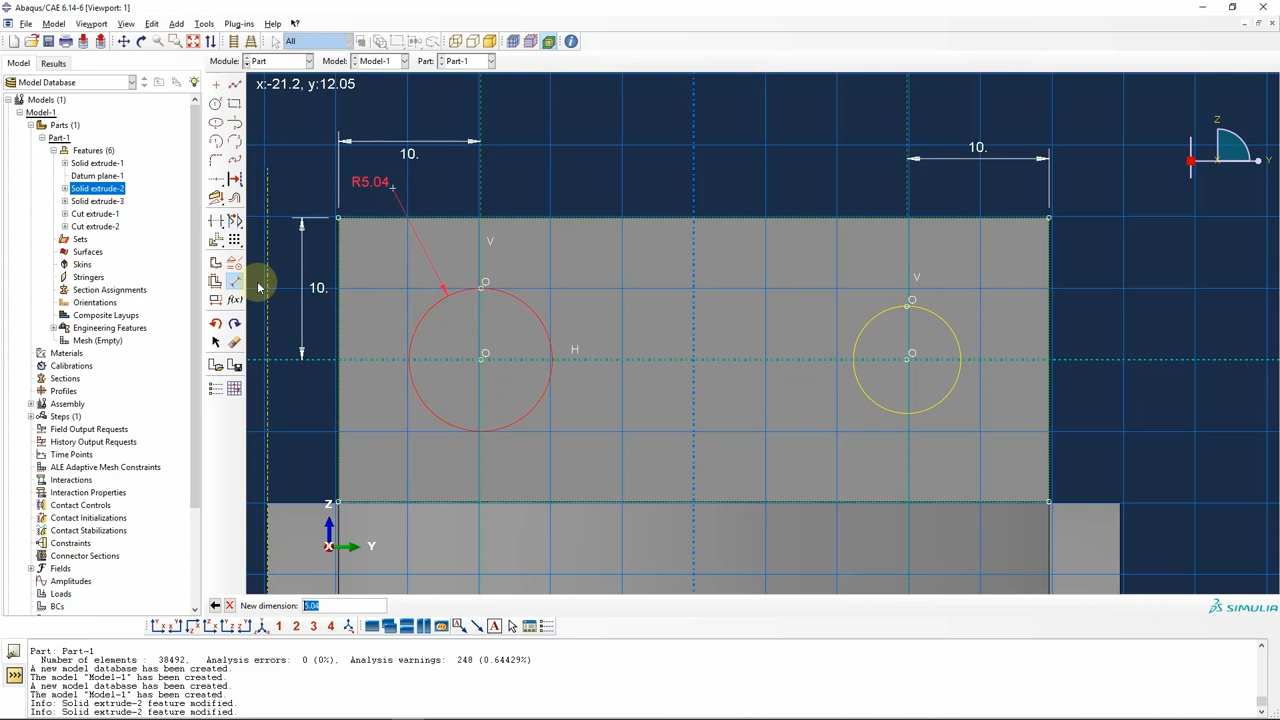 Abaqus/CAE 6.14-6 [Viewport: 1]
File Model Viewport View Edit Add Tools Plug-ins Help
All
Model Results Module: Part Model: Model-1 Part: Part-1
Model Database
x:-21.2, y:12.05
Models (1)
Model-1
Parts (1)
Part-1
Features (6)
Solid extrude-1
Datum plane-1
Solid extrude-2
Solid extrude-3
Cut extrude-1
Cut extrude-2
Sets
Surfaces
Skins
Stringers
Section Assignments
Orientations
Composite Layups
Engineering Features
Mesh (Empty)
Materials
Calibrations
Sections
Profiles
Assembly
Steps (1)
Field Output Requests
History Output Requests
Time Points
ALE Adaptive Mesh Constraints
Interactions
Interaction Properties
Contact Controls
Contact Initializations
Contact Stabilizations
Constraints
Connector Sections
Fields
Amplitudes
Loads
BCs
f(x)
10.
10.
R5.04
10.
V
V
H
Z
Y
X
Z
Y
X
New dimension: 5.04
1 2 3 4
A
SIMULIA
Part: Part-1
Number of elements : 38492, Analysis errors: 0 (0%), Analysis warnings: 248 (0.64429%)
A new model database has been created.
The model "Model-1" has been created.
A new model database has been created.
The model "Model-1" has been created.
Info: Solid extrude-2 feature modified.
Info: Solid extrude-2 feature modified.